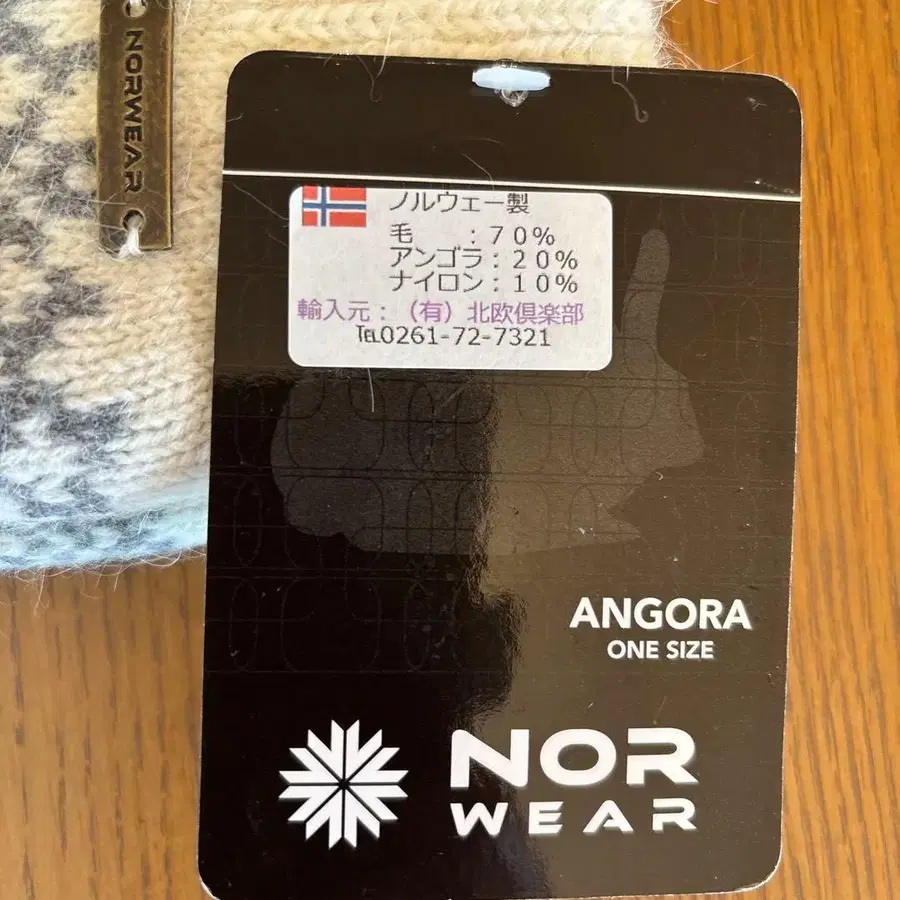 NORWEAR
ノルウェー製
毛 : 70%
アンゴラ: 20%
ナイロン: 10%
輸入元: (有) 北欧倶楽部
℡0261-72-7321
ANGORA
ONE SIZE
NOR
WEAR